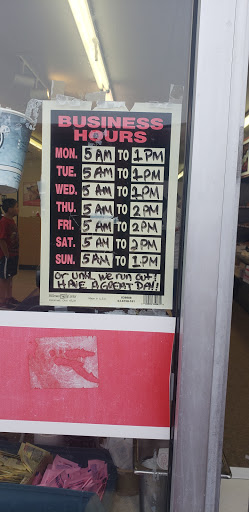 BUSINESS
HOURS
MON. 5 AM TO 1 PM
TUE. 5 AM TO 1 PM
WED. 5 AM TO 1 PM
THU. 5 AM TO 2 PM
FRI. 5 AM TO 2 PM
SAT. 5 AM TO 2 PM
SUN. 5 AM TO 1 PM
Or until we run out!
HAVE A GREAT DAY!